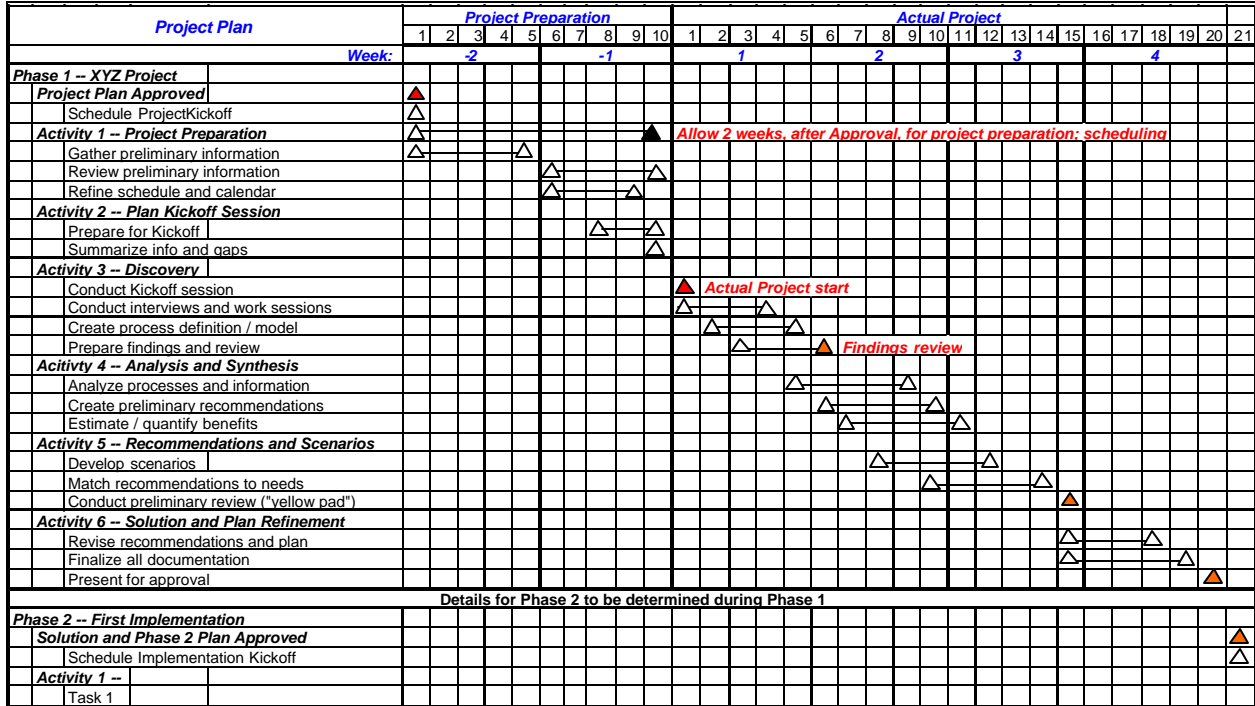 Project Plan
Project Preparation
Actual Project
1 2 3 4 5 6 7 8 9 10 1 2 3 4 5 6 7 8 9 10 11 12 13 14 15 16 17 18 19 20 21
Week: -2 -1 1 2 3 4
Phase 1 -- XYZ Project
Project Plan Approved
Schedule ProjectKickoff
Activity 1 -- Project Preparation
Allow 2 weeks, after Approval, for project preparation; scheduling
Gather preliminary information
Review preliminary information
Refine schedule and calendar
Activity 2 -- Plan Kickoff Session
Prepare for Kickoff
Summarize info and gaps
Activity 3 -- Discovery
Conduct Kickoff session
Actual Project start
Conduct interviews and work sessions
Create process definition / model
Prepare findings and review
Findings review
Acitivty 4 -- Analysis and Synthesis
Analyze processes and information
Create preliminary recommendations
Estimate / quantify benefits
Activity 5 -- Recommendations and Scenarios
Develop scenarios
Match recommendations to needs
Conduct preliminary review ("yellow pad")
Activity 6 -- Solution and Plan Refinement
Revise recommendations and plan
Finalize all documentation
Present for approval
Details for Phase 2 to be determined during Phase 1
Phase 2 -- First Implementation
Solution and Phase 2 Plan Approved
Schedule Implementation Kickoff
Activity 1 --
Task 1